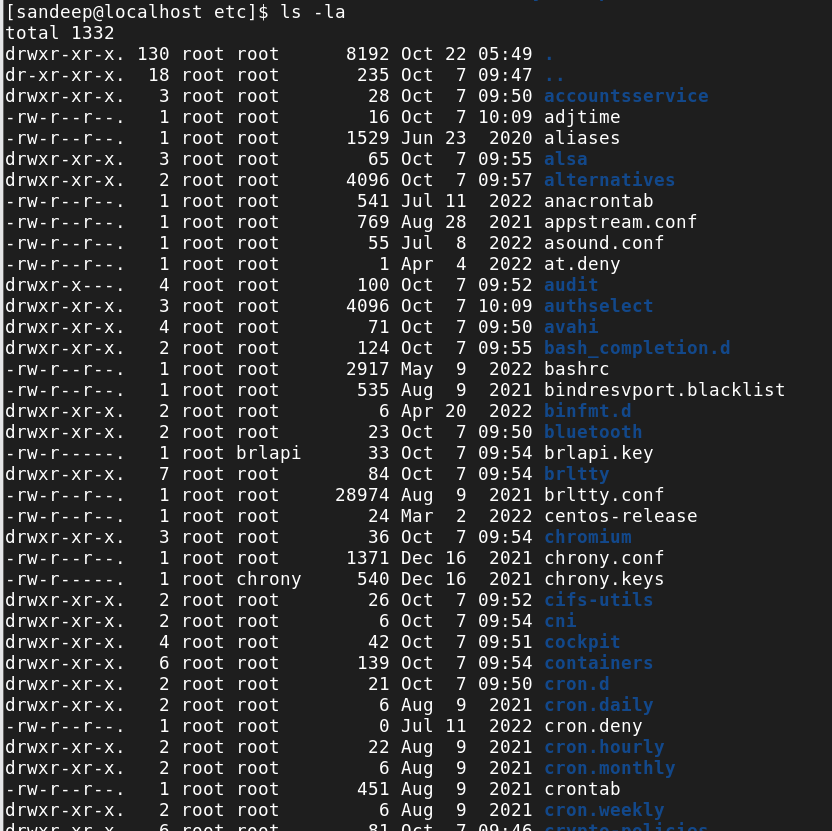 [sandeep@localhost etc]$ ls -la
total 1332
drwxr-xr-x. 130 root root      8192 Oct 22 05:49 .
dr-xr-xr-x.  18 root root       235 Oct  7 09:47 ..
drwxr-xr-x.   3 root root        28 Oct  7 09:50 accountsservice
-rw-r--r--.   1 root root        16 Oct  7 10:09 adjtime
-rw-r--r--.   1 root root      1529 Jun 23  2020 aliases
drwxr-xr-x.   3 root root        65 Oct  7 09:55 alsa
drwxr-xr-x.   2 root root      4096 Oct  7 09:57 alternatives
-rw-r--r--.   1 root root       541 Jul 11  2022 anacrontab
-rw-r--r--.   1 root root       769 Aug 28  2021 appstream.conf
-rw-r--r--.   1 root root        55 Jul  8  2022 asound.conf
-rw-r--r--.   1 root root         1 Apr  4  2022 at.deny
drwxr-x---.   4 root root       100 Oct  7 09:52 audit
drwxr-xr-x.   3 root root      4096 Oct  7 10:09 authselect
drwxr-xr-x.   4 root root        71 Oct  7 09:50 avahi
drwxr-xr-x.   2 root root       124 Oct  7 09:55 bash_completion.d
-rw-r--r--.   1 root root      2917 May  9  2022 bashrc
-rw-r--r--.   1 root root       535 Aug  9  2021 bindresvport.blacklist
drwxr-xr-x.   2 root root         6 Apr 20  2022 binfmt.d
drwxr-xr-x.   2 root root        23 Oct  7 09:50 bluetooth
-rw-r-----.   1 root brlapi      33 Oct  7 09:54 brlapi.key
drwxr-xr-x.   7 root root        84 Oct  7 09:54 brltty
-rw-r--r--.   1 root root     28974 Aug  9  2021 brltty.conf
-rw-r--r--.   1 root root        24 Mar  2  2022 centos-release
drwxr-xr-x.   3 root root        36 Oct  7 09:54 chromium
-rw-r--r--.   1 root root      1371 Dec 16  2021 chrony.conf
-rw-r-----.   1 root chrony     540 Dec 16  2021 chrony.keys
drwxr-xr-x.   2 root root        26 Oct  7 09:52 cifs-utils
drwxr-xr-x.   2 root root         6 Oct  7 09:54 cni
drwxr-xr-x.   4 root root        42 Oct  7 09:51 cockpit
drwxr-xr-x.   6 root root       139 Oct  7 09:54 containers
drwxr-xr-x.   2 root root        21 Oct  7 09:50 cron.d
drwxr-xr-x.   2 root root         6 Aug  9  2021 cron.daily
-rw-r--r--.   1 root root         0 Jul 11  2022 cron.deny
drwxr-xr-x.   2 root root        22 Aug  9  2021 cron.hourly
drwxr-xr-x.   2 root root         6 Aug  9  2021 cron.monthly
-rw-r--r--.   1 root root       451 Aug  9  2021 crontab
drwxr-xr-x.   2 root root         6 Aug  9  2021 cron.weekly
drwxr-xr-x.   6 root root        81 Oct  7 09:46 crypto-policies